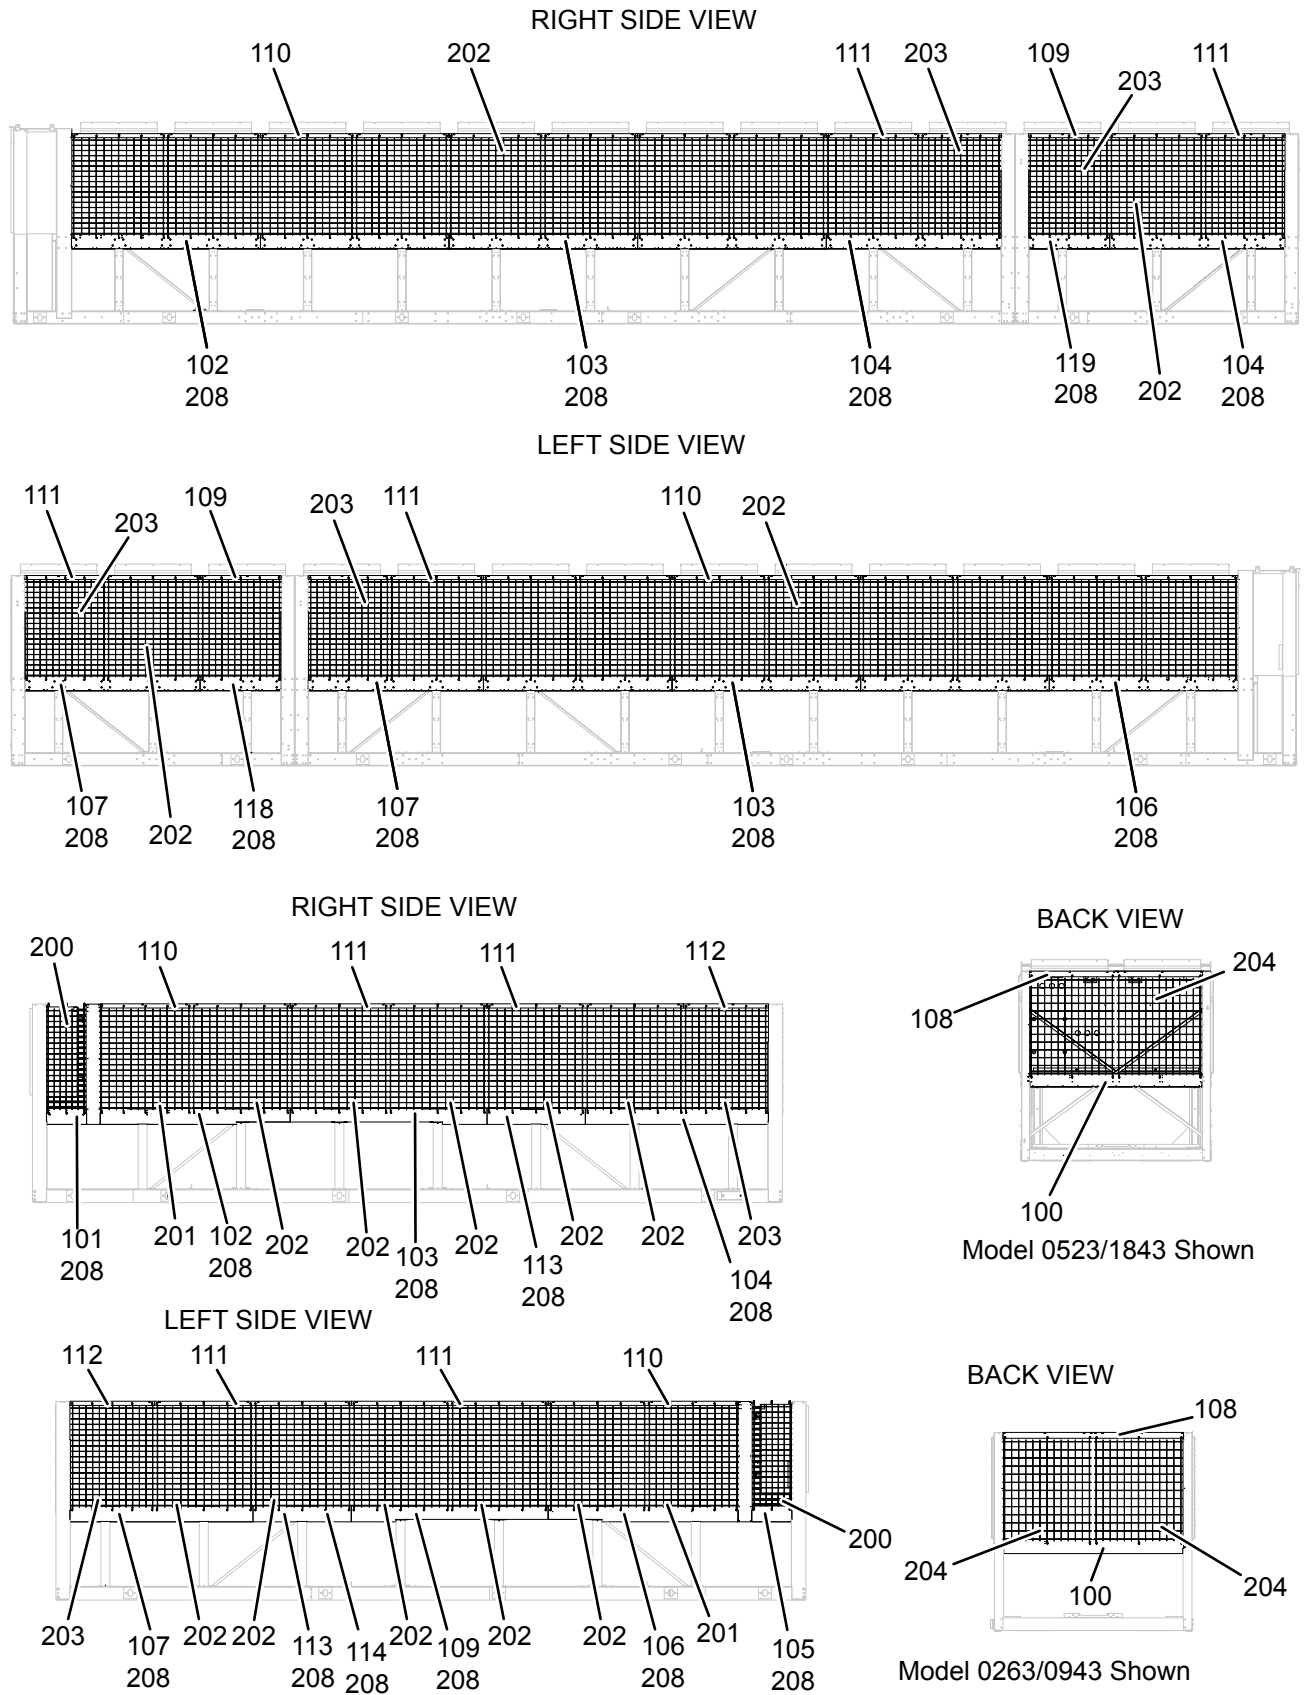 RIGHT SIDE VIEW
110 202 111 203 109 111
203
102 103 104 119 104
208 208 208 208 202 208
LEFT SIDE VIEW
111 109 203 111 110 202
203
107 118 107 103 106
208 202 208 208 208 208
RIGHT SIDE VIEW
BACK VIEW
200 110 111 111 112
204
108
100
101 201 102 202 202 103 202 113 202 202 104 203
208 208 208 208 208
Model 0523/1843 Shown
LEFT SIDE VIEW
112 111 111 110
BACK VIEW
108
200
204 100 204
203 107 202 202 113 114 202 109 202 202 106 201 105
208 208 208 208 208 208
Model 0263/0943 Shown